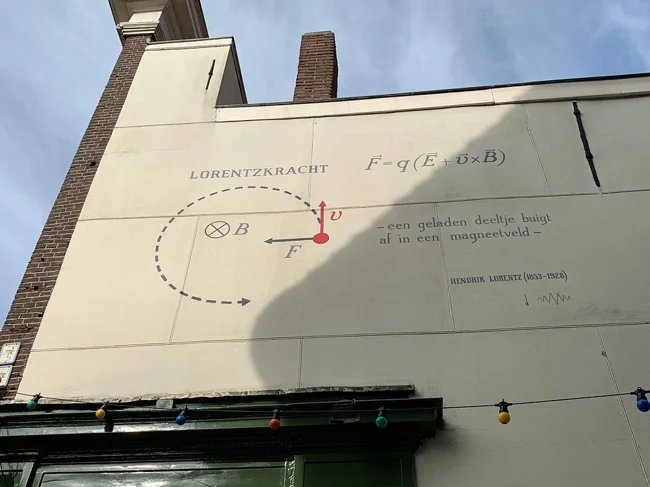 LORENTZKRACHT
F̄ = q (Ē + ῡ × B̄)
υ
B
F
– een geladen deeltje buigt
af in een magneetveld –
HENDRIK LORENTZ (1853-1928)